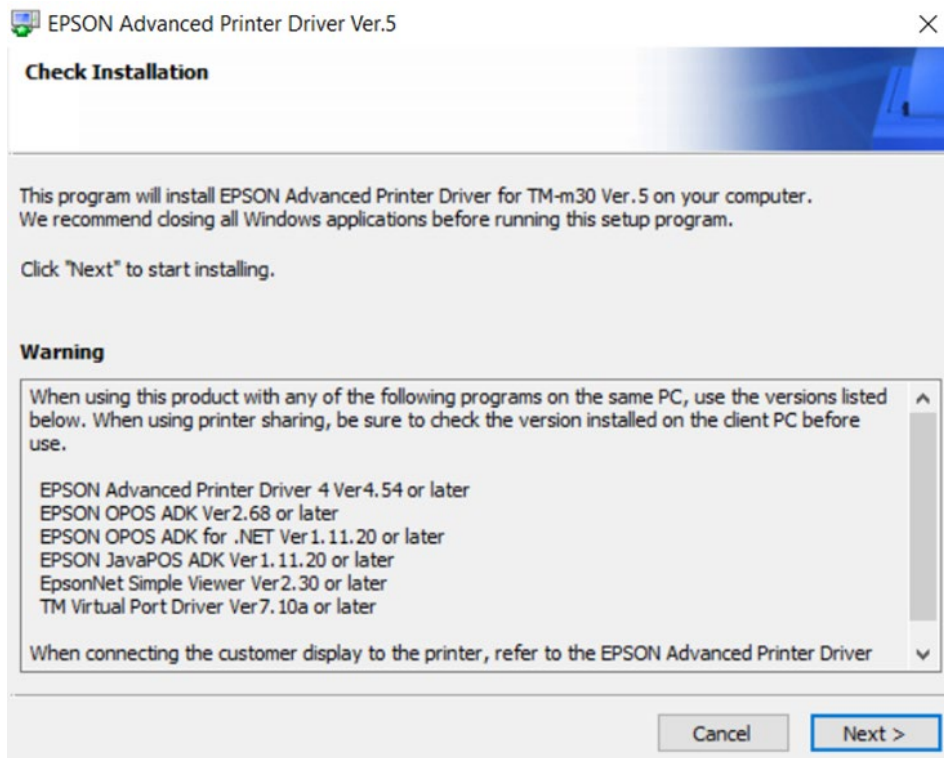 EPSON Advanced Printer Driver Ver.5
Check Installation
This program will install EPSON Advanced Printer Driver for TM-m30 Ver.5 on your computer.
We recommend closing all Windows applications before running this setup program.
Click "Next" to start installing.
Warning
When using this product with any of the following programs on the same PC, use the versions listed
below. When using printer sharing, be sure to check the version installed on the client PC before
use.
EPSON Advanced Printer Driver 4 Ver4.54 or later
EPSON OPOS ADK Ver2.68 or later
EPSON OPOS ADK for .NET Ver1.11.20 or later
EPSON JavaPOS ADK Ver1.11.20 or later
EpsonNet Simple Viewer Ver2.30 or later
TM Virtual Port Driver Ver7.10a or later
When connecting the customer display to the printer, refer to the EPSON Advanced Printer Driver
Cancel
Next >